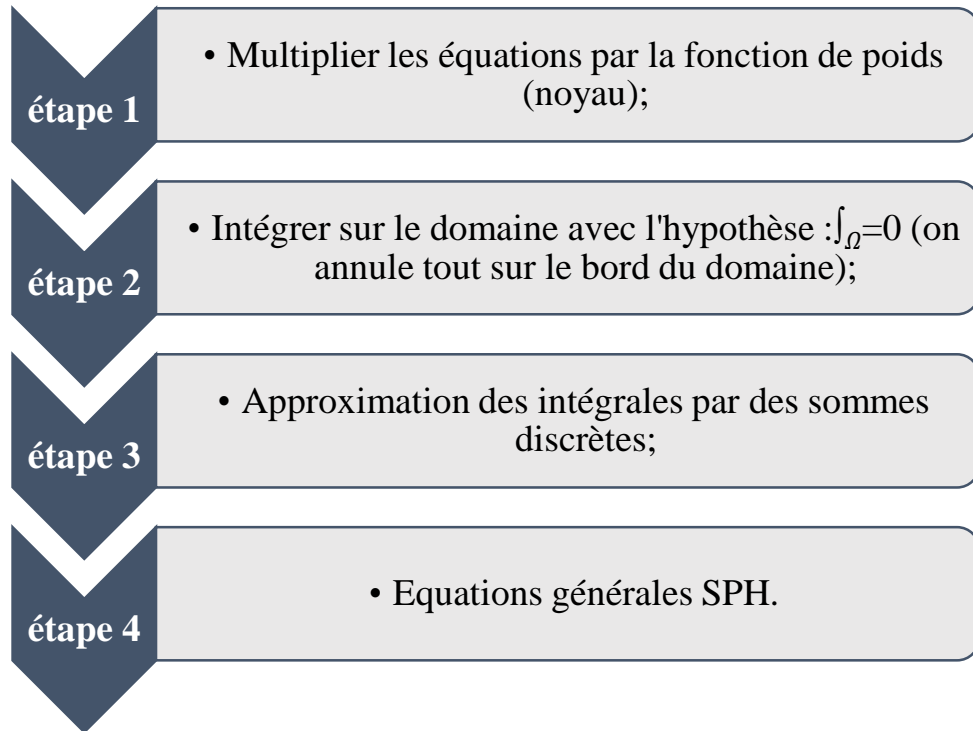 étape 1
• Multiplier les équations par la fonction de poids
(noyau);
étape 2
• Intégrer sur le domaine avec l'hypothèse :∫Ω=0 (on
annule tout sur le bord du domaine);
étape 3
• Approximation des intégrales par des sommes
discrètes;
étape 4
• Equations générales SPH.